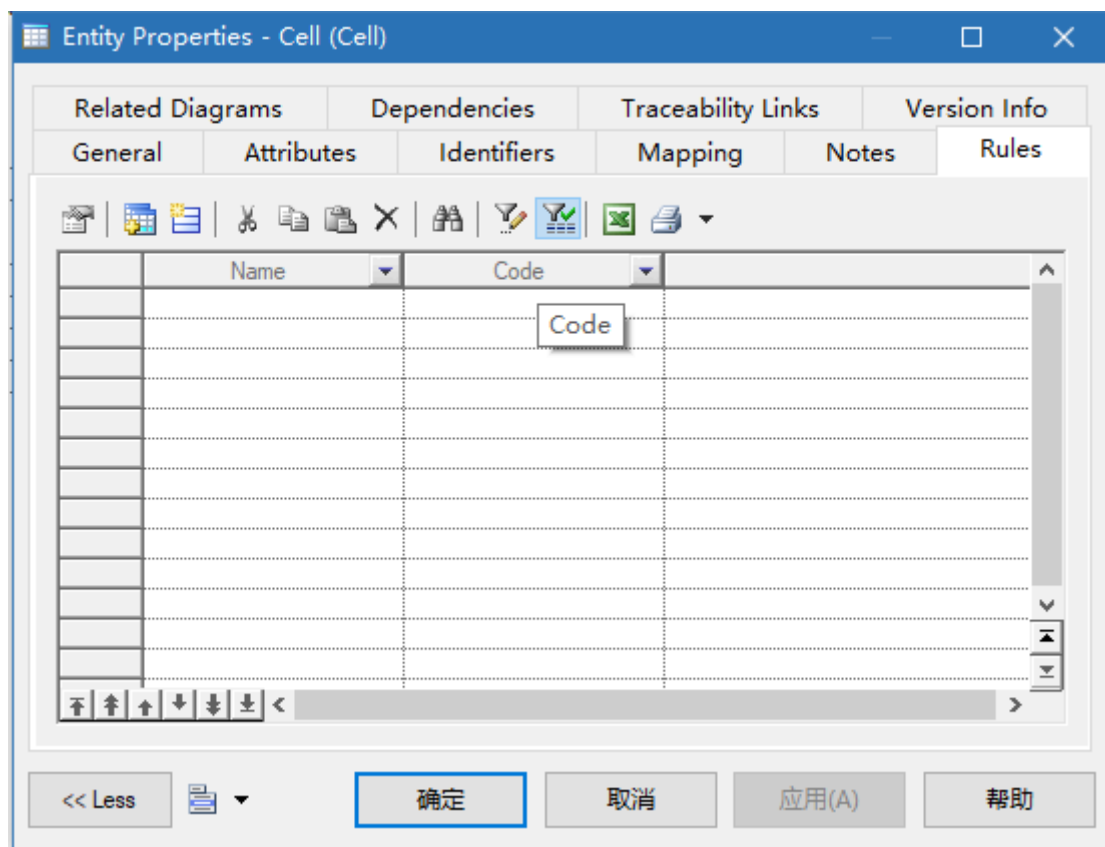 Entity Properties - Cell (Cell)
Related Diagrams Dependencies Traceability Links Version Info
General Attributes Identifiers Mapping Notes Rules
Name Code
Code
<< Less 确定 取消 应用(A) 帮助